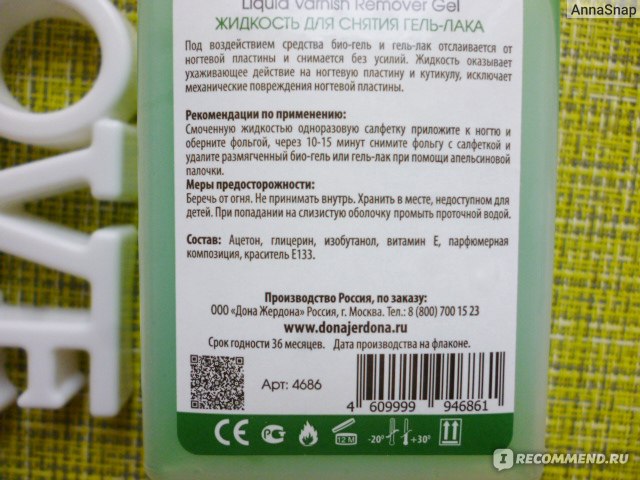 AnnaSnap
Liquid Varnish Remover Gel
ЖИДКОСТЬ ДЛЯ СНЯТИЯ ГЕЛЬ-ЛАКА
Под воздействием средства био-гель и гель-лак отслаивается от
ногтевой пластины и снимается без усилий. Жидкость оказывает
ухаживающее действие на ногтевую пластину и кутикулу, исключает
механические повреждения ногтевой пластины.
Рекомендации по применению:
Смоченную жидкостью одноразовую салфетку приложите к ногтю и
оберните фольгой, через 10-15 минут снимите фольгу с салфеткой и
удалите размягченный био-гель или гель-лак при помощи апельсиновой
палочки.
Меры предосторожности:
Беречь от огня. Не принимать внутрь. Хранить в месте, недоступном для
детей. При попадании на слизистую оболочку промыть проточной водой.
Состав: Ацетон, глицерин, изобутанол, витамин Е, парфюмерная
композиция, краситель Е133.
Производство Россия, по заказу:
ООО «Дона Жердона» Россия, г. Москва. Тел.: 8 (800) 700 15 23
www.donajerdona.ru
Срок годности 36 месяцев. Дата производства на флаконе.
Арт: 4686
4 609999 946861
CE РСТ 12 M -20° +30°
OVE
I RECOMMEND.RU